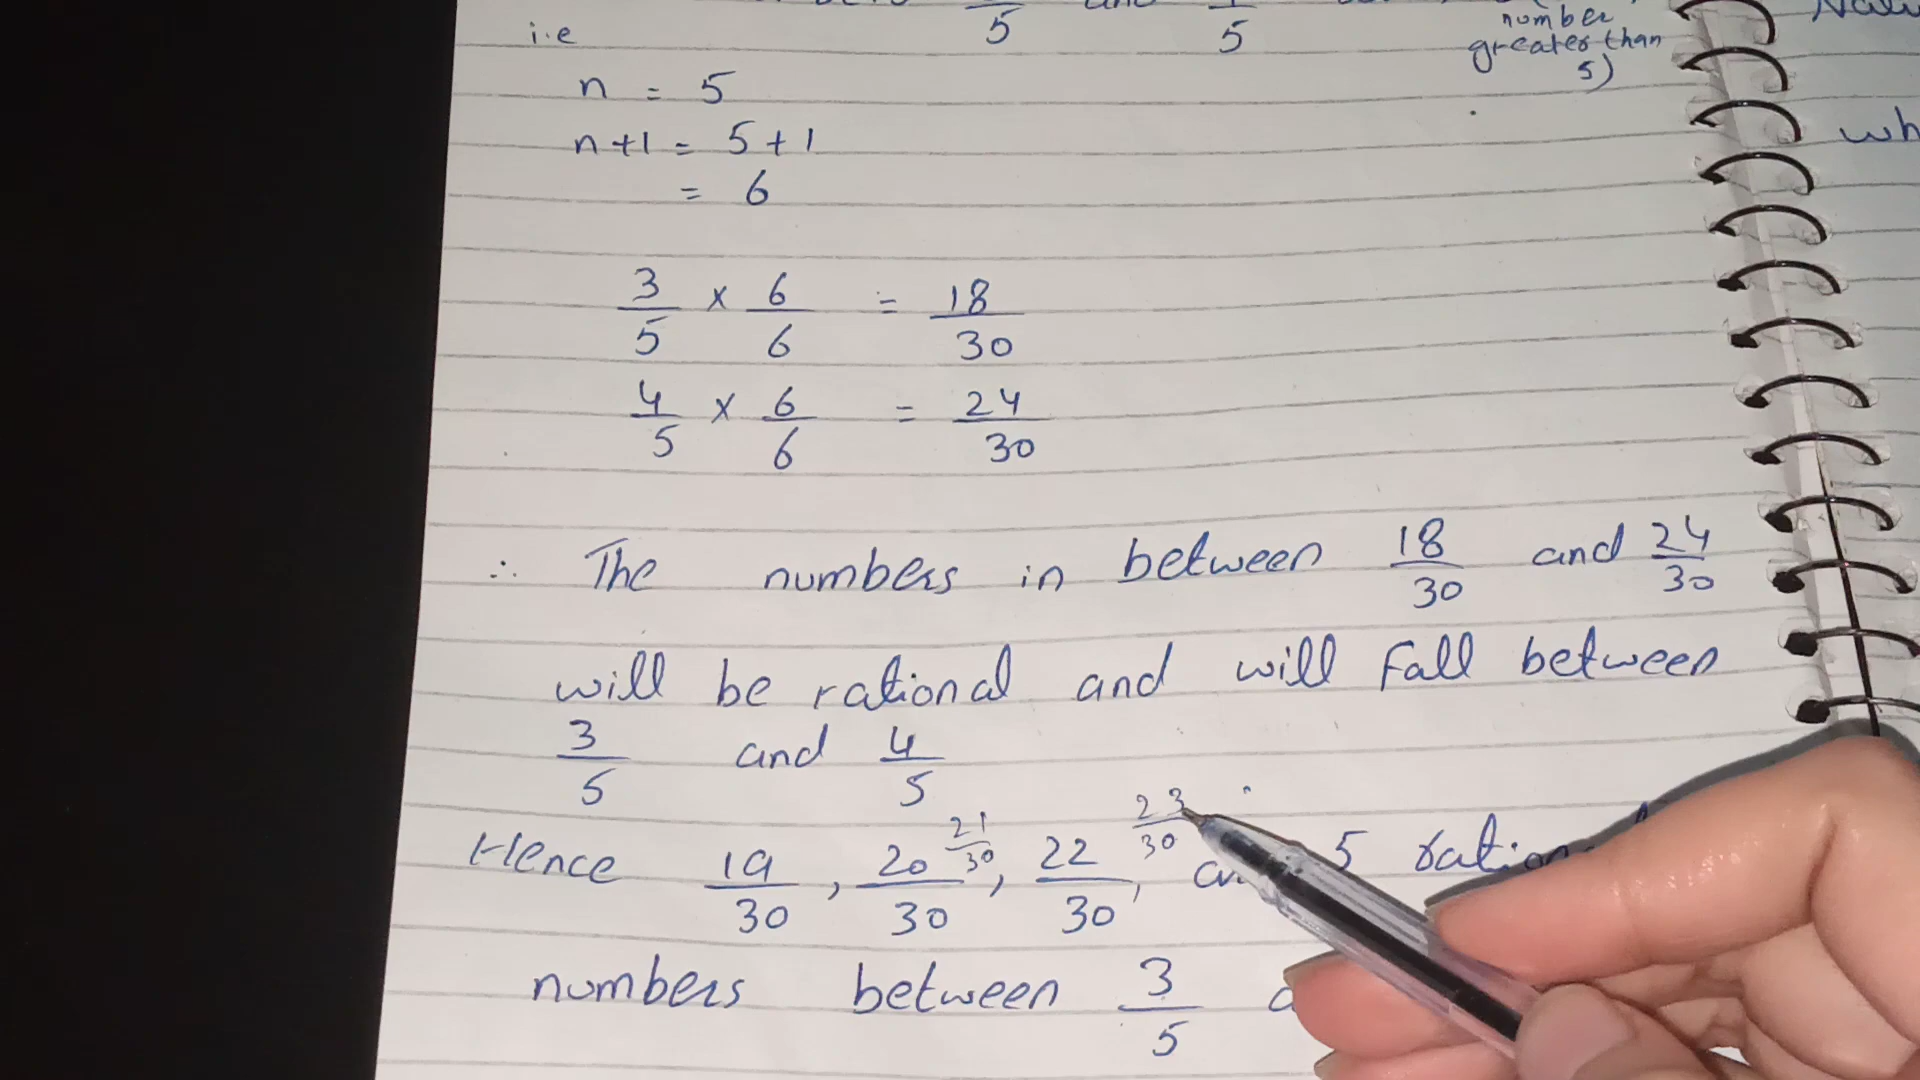 5 5 number
i.e greater than
5)
n = 5
n+1 = 5+1
= 6
3/5 x 6/6 = 18/30
4/5 x 6/6 = 24/30
∴ The numbers in between 18/30 and 24/30
will be rational and will fall between
3/5 and 4/5
Hence 19/30, 20/30 21/30, 22/30, 23/30 5
numbers between 3/5